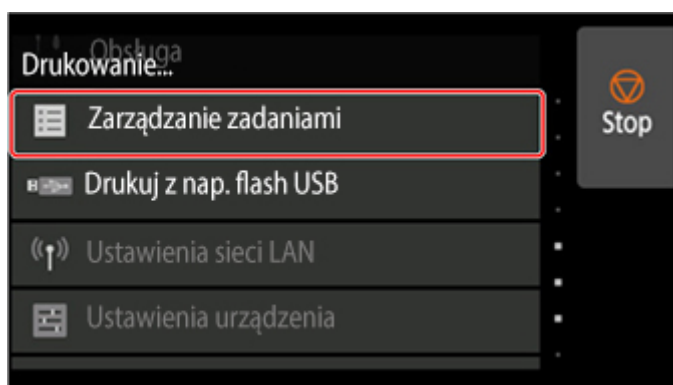 Obsługa
Drukowanie...
Zarządzanie zadaniami
Stop
Drukuj z nap. flash USB
Ustawienia sieci LAN
Ustawienia urządzenia